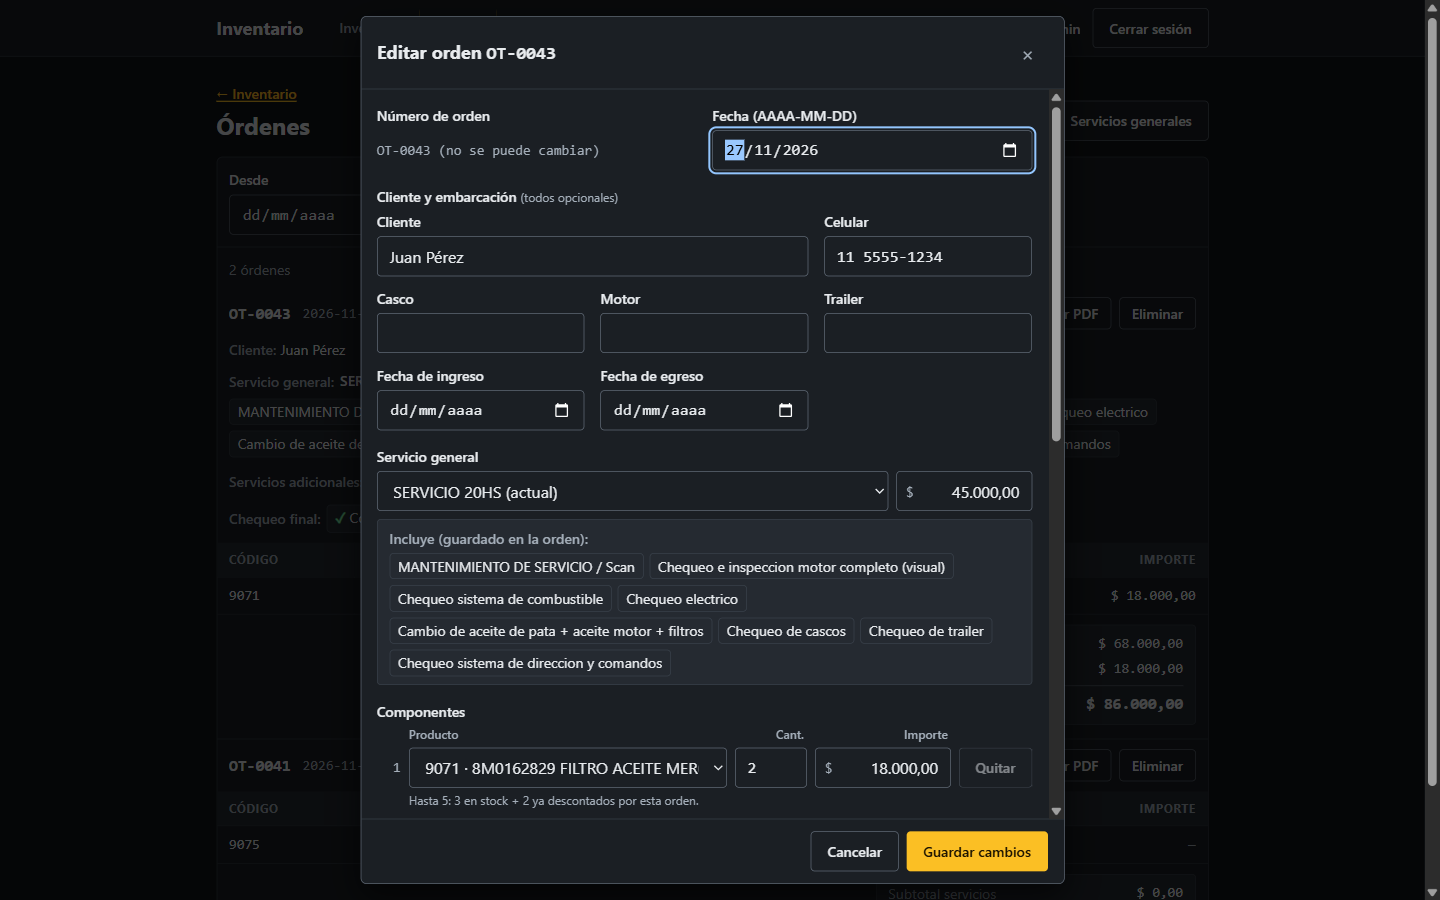 Inventario
Cerrar sesión
← Inventario
Órdenes
Servicios generales
Desde
dd/mm/aaaa
2 órdenes
OT-0043 2026-11-
PDF
Eliminar
Cliente: Juan Pérez
Servicio general:
MANTENIMIENTO
Cambio de aceite
Servicios adicionales
Chequeo final: ✓
CÓDIGO
IMPORTE
9071
$ 18.000,00
$ 68.000,00
$ 18.000,00
$ 86.000,00
OT-0041 2026-11-
PDF
Eliminar
CÓDIGO
IMPORTE
9075
—
Subtotal servicios
$ 0,00
Editar orden OT-0043
×
Número de orden
OT-0043 (no se puede cambiar)
Fecha (AAAA-MM-DD)
27/11/2026
Cliente y embarcación (todos opcionales)
Cliente
Celular
Juan Pérez
11 5555-1234
Casco
Motor
Trailer
Fecha de ingreso
Fecha de egreso
dd/mm/aaaa
dd/mm/aaaa
Servicio general
SERVICIO 20HS (actual)
$ 45.000,00
Incluye (guardado en la orden):
MANTENIMIENTO DE SERVICIO / Scan
Chequeo e inspeccion motor completo (visual)
Chequeo sistema de combustible
Chequeo electrico
Cambio de aceite de pata + aceite motor + filtros
Chequeo de cascos
Chequeo de trailer
Chequeo sistema de direccion y comandos
Componentes
Producto
Cant.
Importe
1
9071 · 8M0162829 FILTRO ACEITE MER
2
$ 18.000,00
Quitar
Hasta 5: 3 en stock + 2 ya descontados por esta orden.
Cancelar
Guardar cambios